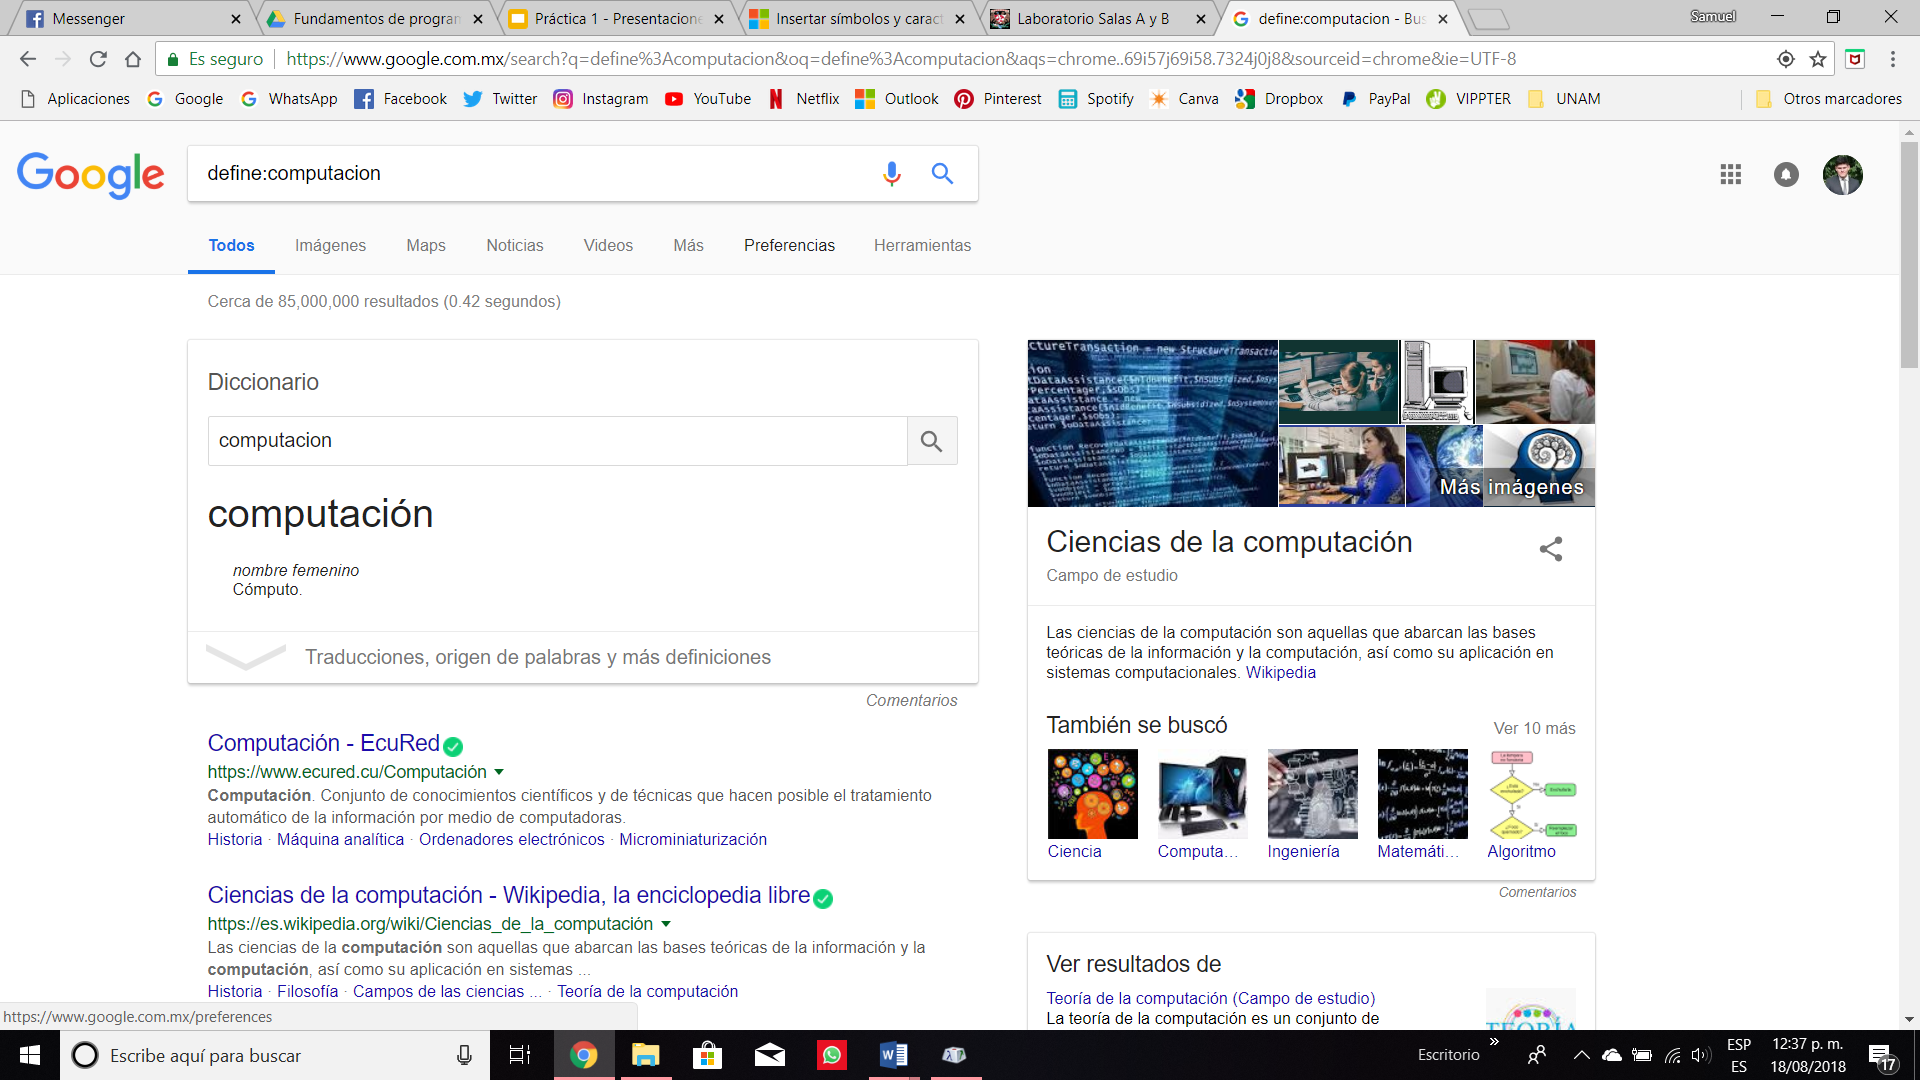 Messenger
Fundamentos de program
Práctica 1 - Presentacione
Insertar símbolos y caract
Laboratorio Salas A y B
define:computacion - Bus
Samuel
Es seguro
https://www.google.com.mx/search?q=define%3Acomputacion&oq=define%3Acomputacion&aqs=chrome..69i57j69i58.7324j0j8&sourceid=chrome&ie=UTF-8
Aplicaciones Google WhatsApp Facebook Twitter Instagram YouTube Netflix Outlook Pinterest Spotify Canva Dropbox PayPal VIPPTER UNAM Otros marcadores
Google
define:computacion
Todos Imágenes Maps Noticias Videos Más Preferencias Herramientas
Cerca de 85,000,000 resultados (0.42 segundos)
Diccionario
computacion
computación
nombre femenino
Cómputo.
Traducciones, origen de palabras y más definiciones
Comentarios
Computación - EcuRed
https://www.ecured.cu/Computación
Computación. Conjunto de conocimientos científicos y de técnicas que hacen posible el tratamiento
automático de la información por medio de computadoras.
Historia · Máquina analítica · Ordenadores electrónicos · Microminiaturización
Ciencias de la computación - Wikipedia, la enciclopedia libre
https://es.wikipedia.org/wiki/Ciencias_de_la_computación
Las ciencias de la computación son aquellas que abarcan las bases teóricas de la información y la
computación, así como su aplicación en sistemas ...
Historia · Filosofía · Campos de las ciencias ... · Teoría de la computación
https://www.google.com.mx/preferences
Más imágenes
Ciencias de la computación
Campo de estudio
Las ciencias de la computación son aquellas que abarcan las bases
teóricas de la información y la computación, así como su aplicación en
sistemas computacionales. Wikipedia
También se buscó
Ver 10 más
Ciencia Computa... Ingeniería Matemáti... Algoritmo
Comentarios
Ver resultados de
Teoría de la computación (Campo de estudio)
La teoría de la computación es un conjunto de
TEORÍA
Escribe aquí para buscar
Escritorio
ESP
ES
12:37 p. m.
18/08/2018
17